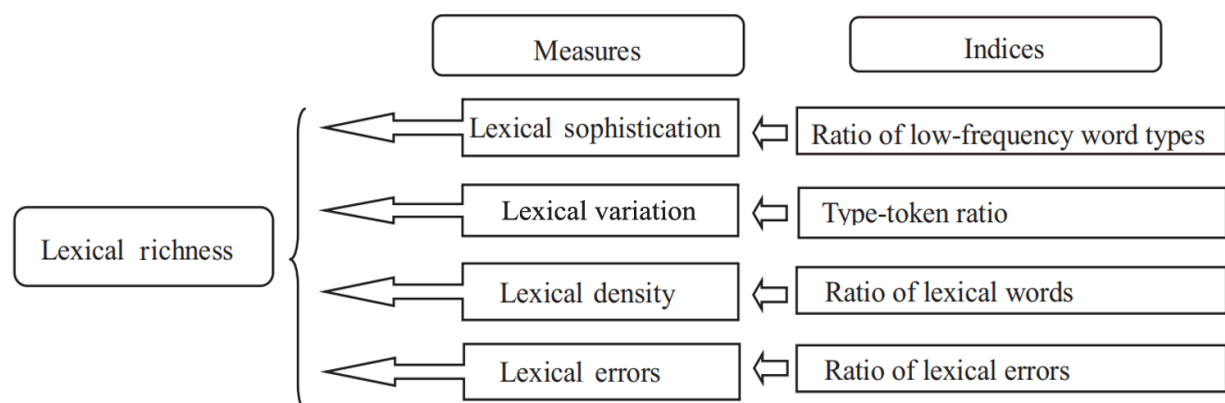 Measures
Indices
Lexical sophistication
Ratio of low-frequency word types
Lexical variation
Type-token ratio
Lexical richness
Lexical density
Ratio of lexical words
Lexical errors
Ratio of lexical errors